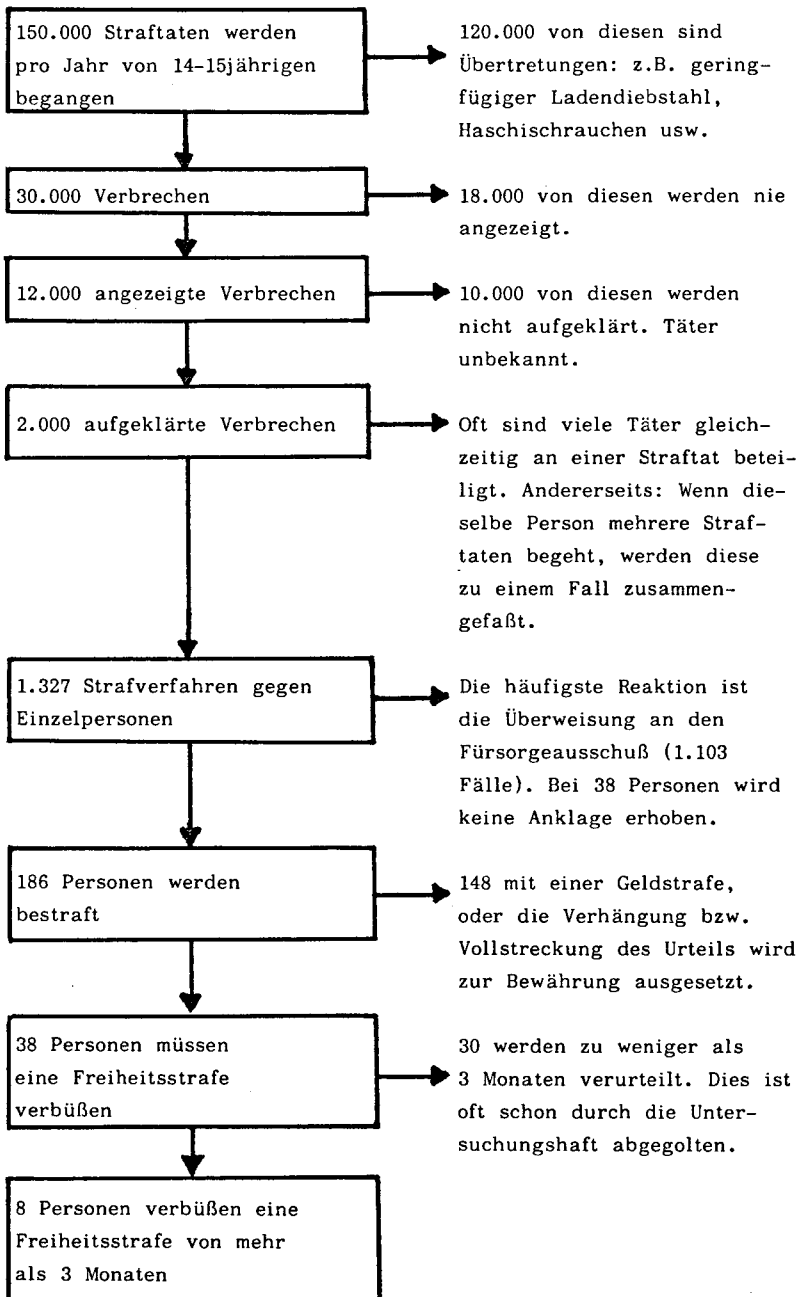 150.000 Straftaten werden
pro Jahr von 14-15jährigen
begangen
120.000 von diesen sind
Übertretungen: z.B. gering-
fügiger Ladendiebstahl,
Haschischrauchen usw.
30.000 Verbrechen
18.000 von diesen werden nie
angezeigt.
12.000 angezeigte Verbrechen
10.000 von diesen werden
nicht aufgeklärt. Täter
unbekannt.
2.000 aufgeklärte Verbrechen
Oft sind viele Täter gleich-
zeitig an einer Straftat betei-
ligt. Andererseits: Wenn die-
selbe Person mehrere Straf-
taten begeht, werden diese
zu einem Fall zusammen-
gefaßt.
1.327 Strafverfahren gegen
Einzelpersonen
Die häufigste Reaktion ist
die Überweisung an den
Fürsorgeausschuß (1.103
Fälle). Bei 38 Personen wird
keine Anklage erhoben.
186 Personen werden
bestraft
148 mit einer Geldstrafe,
oder die Verhängung bzw.
Vollstreckung des Urteils wird
zur Bewährung ausgesetzt.
38 Personen müssen
eine Freiheitsstrafe
verbüßen
30 werden zu weniger als
3 Monaten verurteilt. Dies ist
oft schon durch die Unter-
suchungshaft abgegolten.
8 Personen verbüßen eine
Freiheitsstrafe von mehr
als 3 Monaten